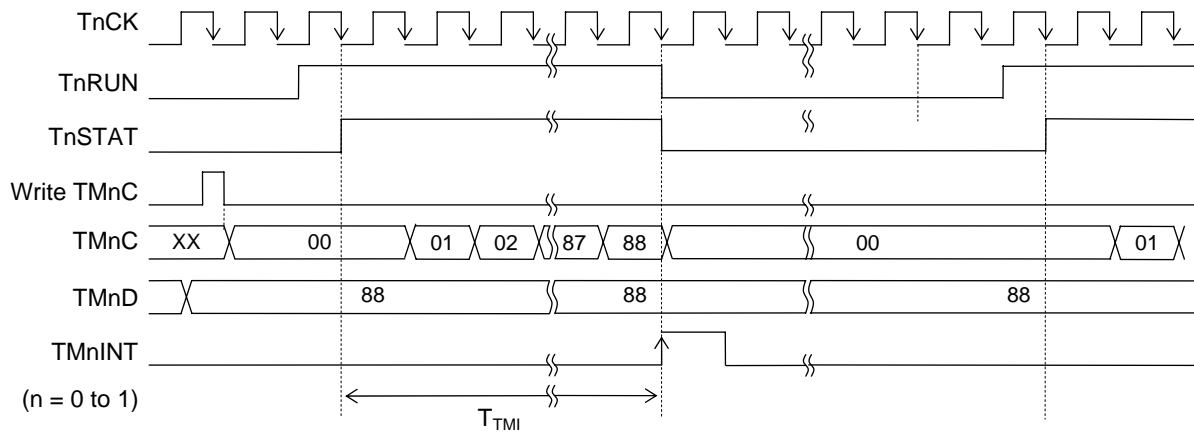 TnCK
TnRUN
TnSTAT
Write TMnC
TMnC XX 00 01 02 87 88 00 01
TMnD 88 88 88
TMnINT
(n = 0 to 1)
TTMI